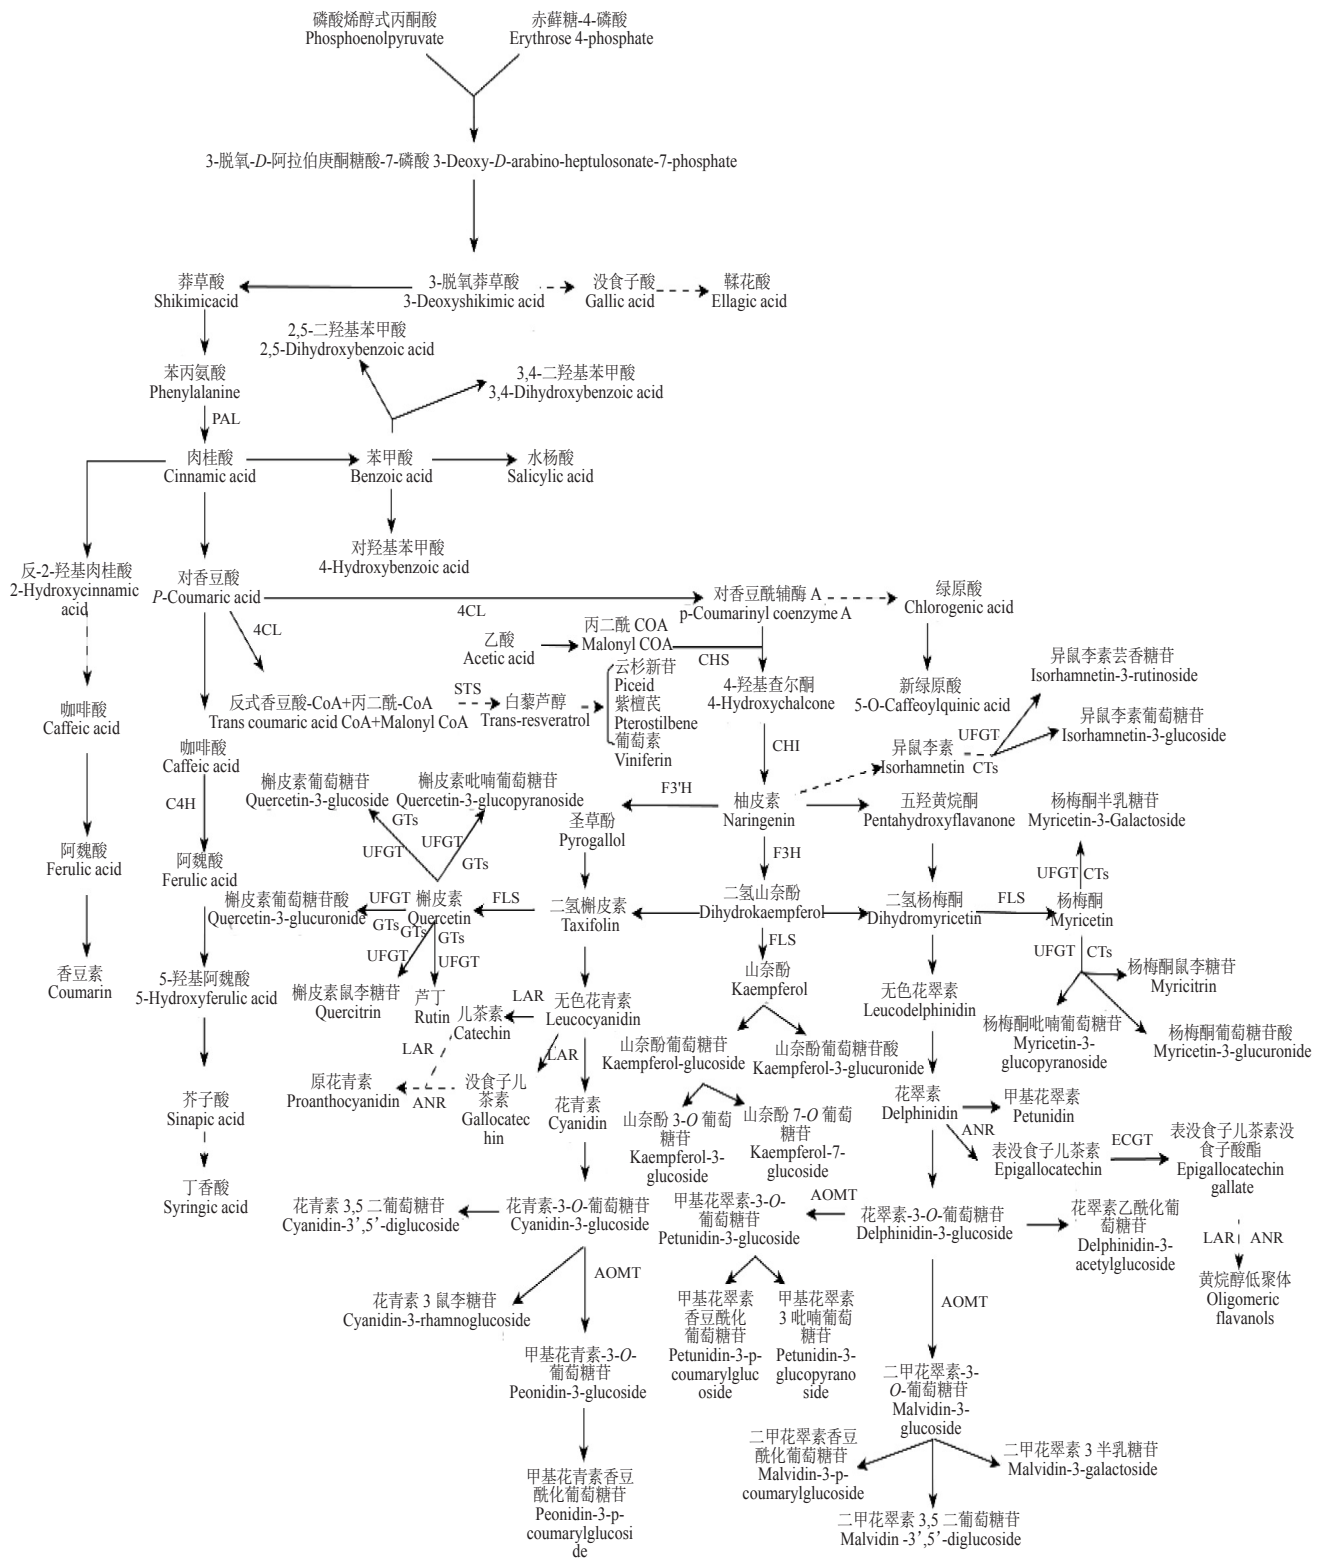 磷酸烯醇式丙酮酸
Phosphoenolpyruvate
赤藓糖-4-磷酸
Erythrose 4-phosphate
3-脱氧-D-阿拉伯庚酮糖酸-7-磷酸 3-Deoxy-D-arabino-heptulosonate-7-phosphate
莽草酸
Shikimicacid
3-脱氧莽草酸
3-Deoxyshikimic acid
没食子酸
Gallic acid
鞣花酸
Ellagic acid
2,5-二羟基苯甲酸
2,5-Dihydroxybenzoic acid
苯丙氨酸
Phenylalanine
3,4-二羟基苯甲酸
3,4-Dihydroxybenzoic acid
PAL
肉桂酸
Cinnamic acid
苯甲酸
Benzoic acid
水杨酸
Salicylic acid
对羟基苯甲酸
4-Hydroxybenzoic acid
反-2-羟基肉桂酸
2-Hydroxycinnamic
acid
对香豆酸
P-Coumaric acid
4CL
对香豆酰辅酶 A
p-Coumarinyl coenzyme A
绿原酸
Chlorogenic acid
4CL
乙酸
Acetic acid
丙二酰 COA
Malonyl COA
CHS
云杉新苷
Piceid
紫檀芪
Pterostilbene
葡萄素
Viniferin
4-羟基查尔酮
4-Hydroxychalcone
新绿原酸
5-O-Caffeoylquinic acid
异鼠李素芸香糖苷
Isorhamnetin-3-rutinoside
反式香豆酸-CoA+丙二酰-CoA
Trans coumaric acid CoA+Malonyl CoA
STS
白藜芦醇
Trans-resveratrol
咖啡酸
Caffeic acid
异鼠李素葡萄糖苷
Isorhamnetin-3-glucoside
UFGT
咖啡酸
Caffeic acid
CHI
异鼠李素
Isorhamnetin
CTs
C4H
槲皮素葡萄糖苷
Quercetin-3-glucoside
槲皮素吡喃葡萄糖苷
Quercetin-3-glucopyranoside
F3'H
柚皮素
Naringenin
五羟黄烷酮
Pentahydroxyflavanone
杨梅酮半乳糖苷
Myricetin-3-Galactoside
GTs
UFGT
UFGT
GTs
圣草酚
Pyrogallol
F3H
阿魏酸
Ferulic acid
阿魏酸
Ferulic acid
UFGT
CTs
槲皮素葡萄糖苷酸
Quercetin-3-glucuronide
UFGT
GTs
槲皮素
Quercetin
FLS
二氢槲皮素
Taxifolin
二氢山奈酚
Dihydrokaempferol
二氢杨梅酮
Dihydromyricetin
FLS
杨梅酮
Myricetin
GTs
UFGT
GTs
UFGT
FLS
UFGT
CTs
香豆素
Coumarin
5-羟基阿魏酸
5-Hydroxyferulic acid
槲皮素鼠李糖苷
Quercitrin
芦丁
Rutin
山奈酚
Kaempferol
杨梅酮鼠李糖苷
Myricitrin
LAR
儿茶素
Catechin
无色花青素
Leucocyanidin
无色花翠素
Leucodelphinidin
杨梅酮吡喃葡萄糖苷
Myricetin-3-
glucopyranoside
杨梅酮葡萄糖苷酸
Myricetin-3-glucuronide
LAR
LAR
山奈酚葡萄糖苷
Kaempferol-glucoside
山奈酚葡萄糖苷酸
Kaempferol-3-glucuronide
原花青素
Proanthocyanidin
ANR
没食子儿
茶素
Gallocatec
hin
花青素
Cyanidin
花翠素
Delphinidin
甲基花翠素
Petunidin
芥子酸
Sinapic acid
山奈酚 3-O 葡萄
糖苷
Kaempferol-3-
glucoside
山奈酚 7-O 葡萄
糖苷
Kaempferol-7-
glucoside
ANR
表没食子儿茶素
Epigallocatechin
ECGT
表没食子儿茶素没
食子酸酯
Epigallocatechin
gallate
丁香酸
Syringic acid
花青素 3,5 二葡萄糖苷
Cyanidin-3’,5’-diglucoside
花青素-3-O-葡萄糖苷
Cyanidin-3-glucoside
甲基花翠素-3-O-
葡萄糖苷
Petunidin-3-glucoside
AOMT
花翠素-3-O-葡萄糖苷
Delphinidin-3-glucoside
花翠素乙酰化葡
萄糖苷
Delphinidin-3-
acetylglucoside
LAR
ANR
黄烷醇低聚体
Oligomeric
flavanols
AOMT
花青素 3 鼠李糖苷
Cyanidin-3-rhamnoglucoside
甲基花翠素
香豆酰化
葡萄糖苷
Petunidin-3-p-
coumarylgluc
oside
甲基花翠素
3 吡喃葡萄
糖苷
Petunidin-3-
glucopyrano
side
AOMT
甲基花青素-3-O-
葡萄糖苷
Peonidin-3-glucoside
二甲花翠素-3-
O-葡萄糖苷
Malvidin-3-
glucoside
二甲花翠素香豆
酰化葡萄糖苷
Malvidin-3-p-
coumarylglucoside
二甲花翠素 3 半乳糖苷
Malvidin-3-galactoside
甲基花青素香豆
酰化葡萄糖苷
Peonidin-3-p-
coumarylglucosi
de
二甲花翠素 3,5 二葡萄糖苷
Malvidin -3’,5’-diglucoside